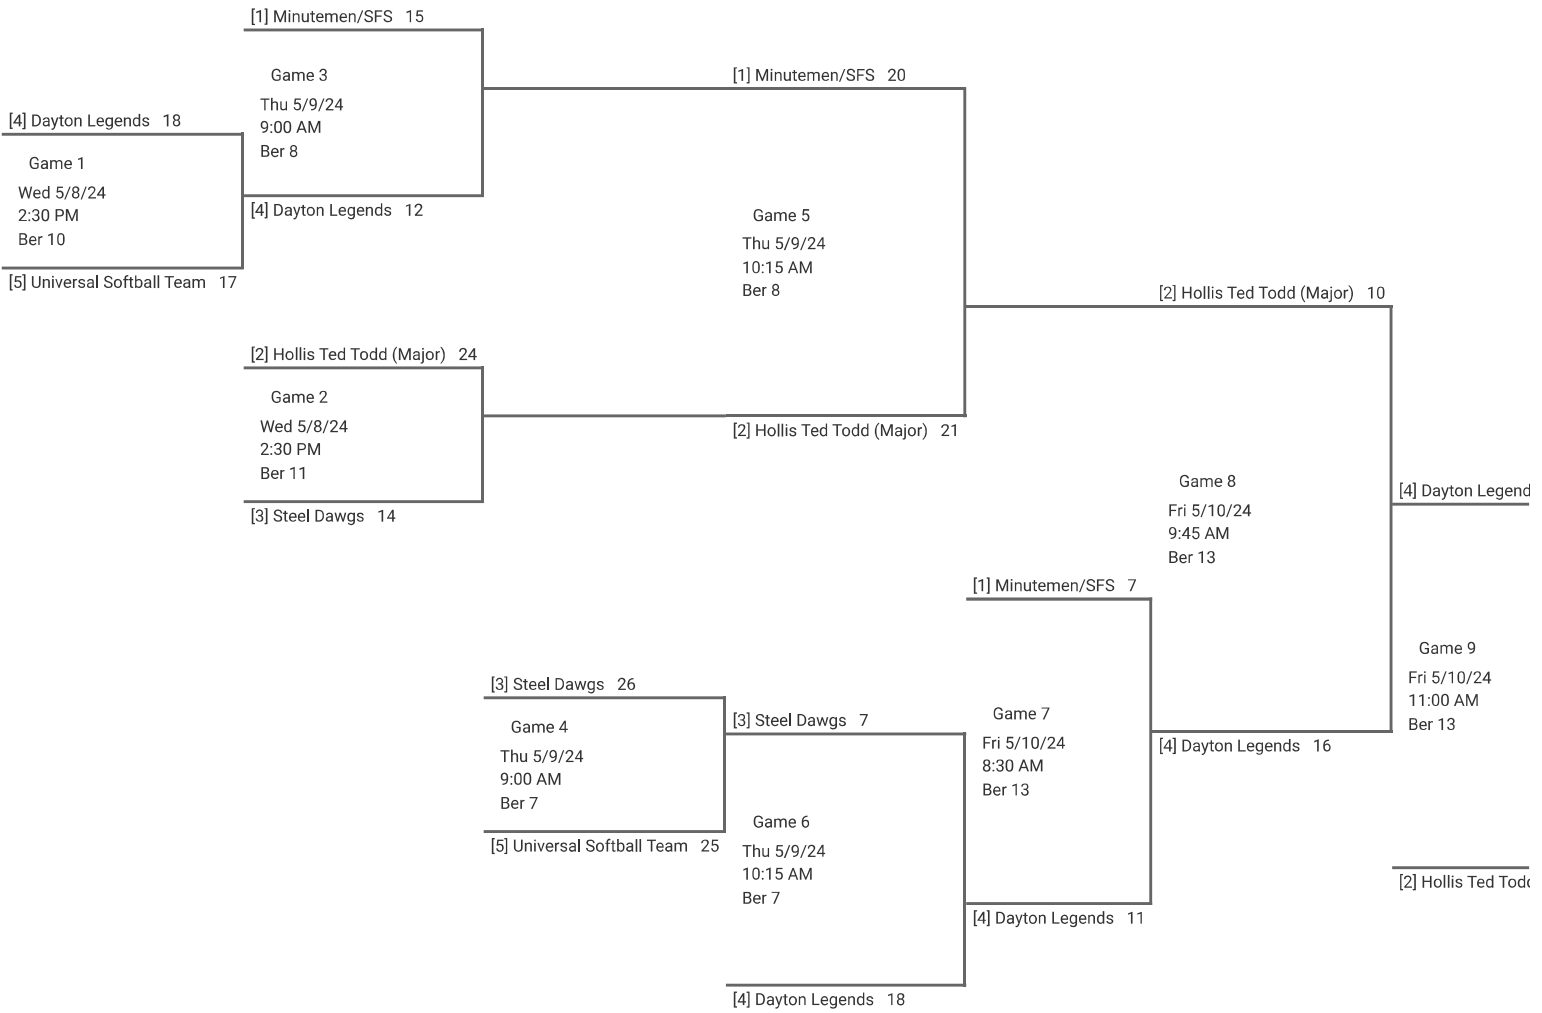 [1] Minutemen/SFS 15
Game 3
Thu 5/9/24
9:00 AM
Ber 8
[4] Dayton Legends 12
[4] Dayton Legends 18
Game 1
Wed 5/8/24
2:30 PM
Ber 10
[5] Universal Softball Team 17
[2] Hollis Ted Todd (Major) 24
Game 2
Wed 5/8/24
2:30 PM
Ber 11
[3] Steel Dawgs 14
[1] Minutemen/SFS 20
Game 5
Thu 5/9/24
10:15 AM
Ber 8
[2] Hollis Ted Todd (Major) 21
[3] Steel Dawgs 26
Game 4
Thu 5/9/24
9:00 AM
Ber 7
[5] Universal Softball Team 25
[3] Steel Dawgs 7
Game 6
Thu 5/9/24
10:15 AM
Ber 7
[4] Dayton Legends 18
[1] Minutemen/SFS 7
Game 7
Fri 5/10/24
8:30 AM
Ber 13
[4] Dayton Legends 11
[2] Hollis Ted Todd (Major) 10
Game 8
Fri 5/10/24
9:45 AM
Ber 13
[4] Dayton Legends 16
[4] Dayton Legend
Game 9
Fri 5/10/24
11:00 AM
Ber 13
[2] Hollis Ted Todd